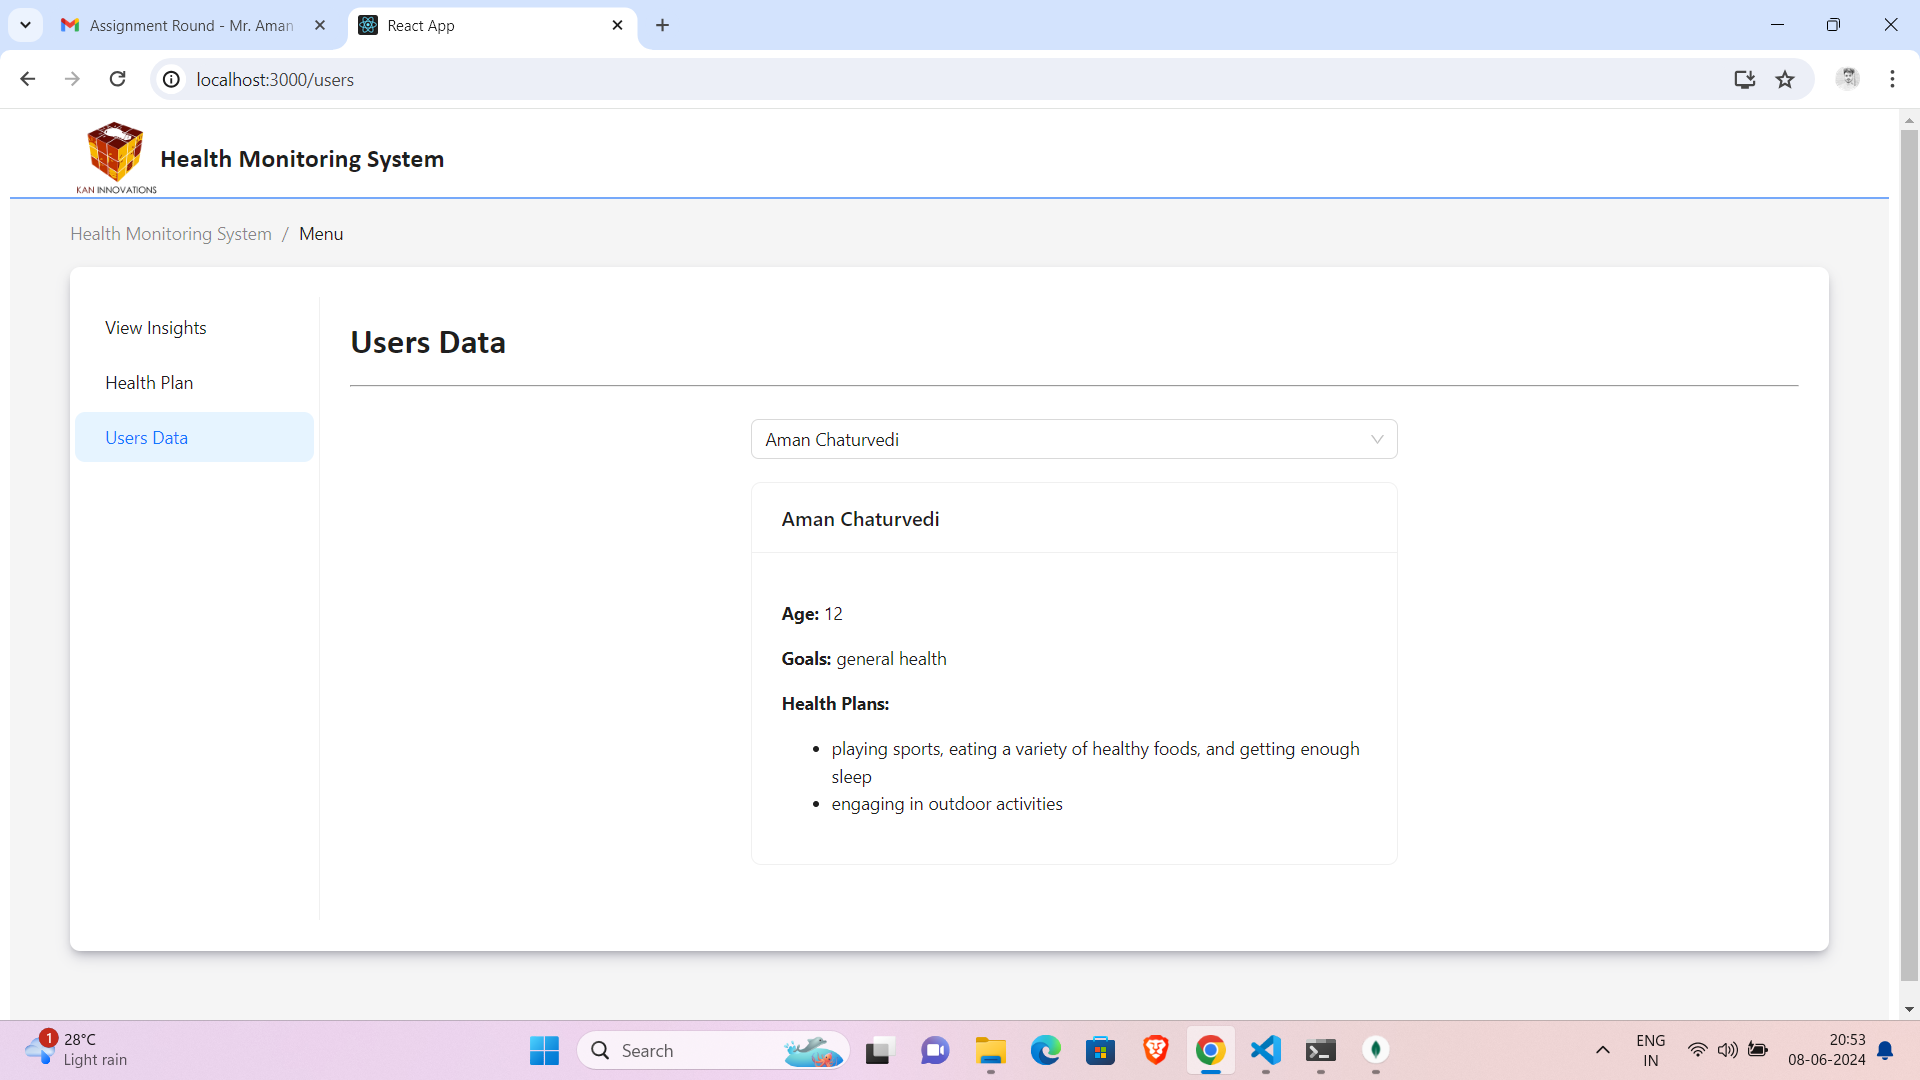 Assignment Round - Mr. Aman
React App
localhost:3000/users
KAN INNOVATIONS
Health Monitoring System
Health Monitoring System / Menu
View Insights
Health Plan
Users Data
Users Data
Aman Chaturvedi
Aman Chaturvedi
Age: 12
Goals: general health
Health Plans:
• playing sports, eating a variety of healthy foods, and getting enough
sleep
• engaging in outdoor activities
1
28°C
Light rain
Search
ENG
IN
20:53
08-06-2024